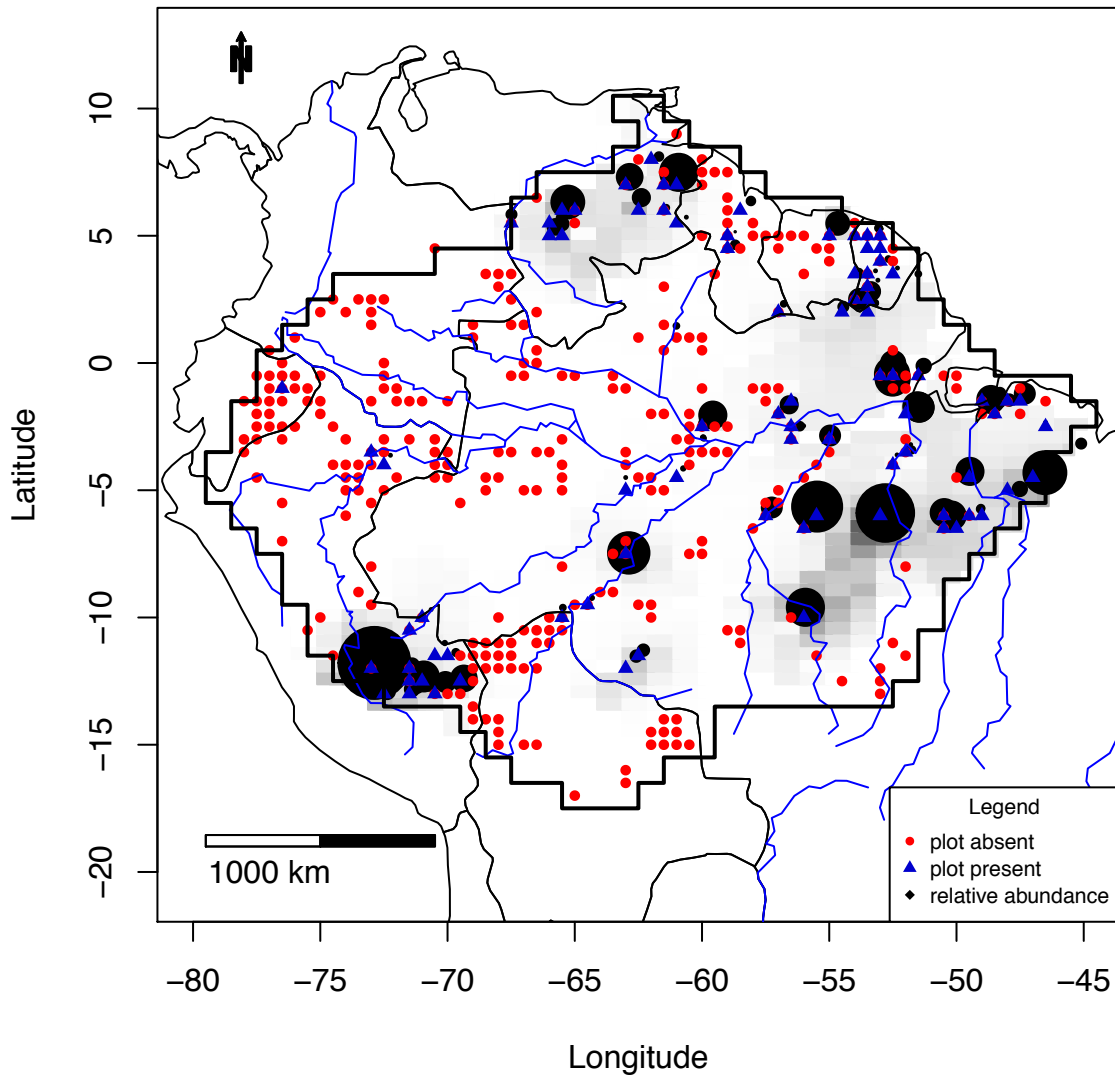 N
10
5
0
−5
−10
−15
−20
Latitude
1000 km
Legend
plot absent
plot present
relative abundance
−80
−75
−70
−65
−60
−55
−50
−45
Longitude